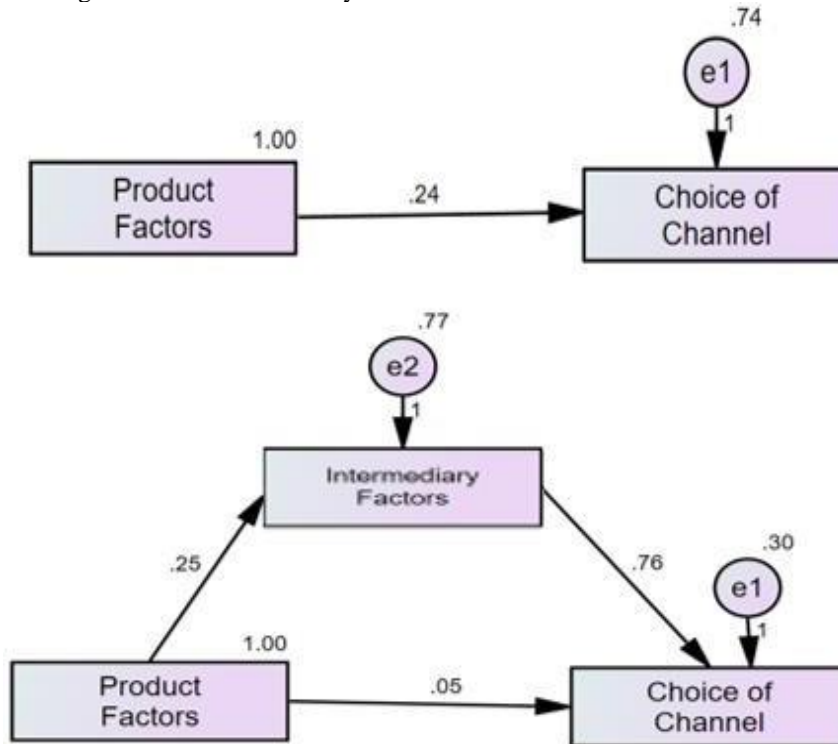 .74
e1
1
1.00
Product
Factors
.24
Choice of
Channel
.77
e2
1
Intermediary
Factors
.25
.76
.30
e1
1
1.00
Product
Factors
.05
Choice of
Channel